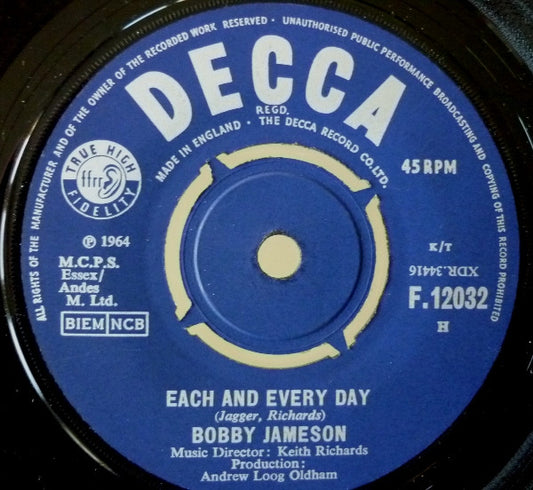 ALL RIGHTS OF THE MANUFACTURER AND OF THE OWNER OF THE RECORDED WORK RESERVED · UNAUTHORISED PUBLIC PERFORMANCE BROADCASTING AND COPYING OF THIS RECORD PROHIBITED
DECCA
REGD.
MADE IN ENGLAND · THE DECCA RECORD CO. LTD.
TRUE HIGH
ffrr
FIDELITY
45 RPM
℗ 1964
M.C.P.S.
Essex/
Andes
M. Ltd.
BIEM NCB
T/K
XDR.34416
F.12032
H
EACH AND EVERY DAY
(Jagger, Richards)
BOBBY JAMESON
Music Director : Keith Richards
Production :
Andrew Loog Oldham